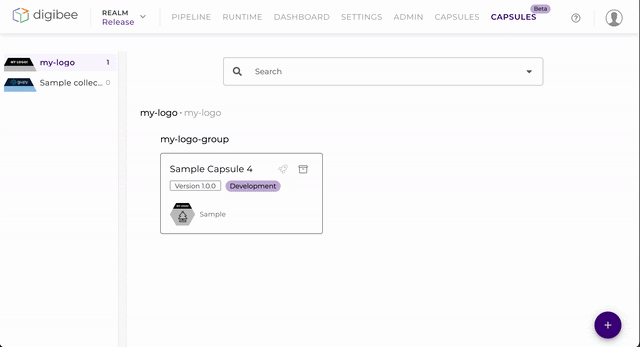 digibee
REALM
Release
PIPELINE RUNTIME DASHBOARD SETTINGS ADMIN CAPSULES CAPSULES Beta
my-logo 1
Sample collec... 0
Search
my-logo · my-logo
my-logo-group
Sample Capsule 4
Version 1.0.0 Development
Sample